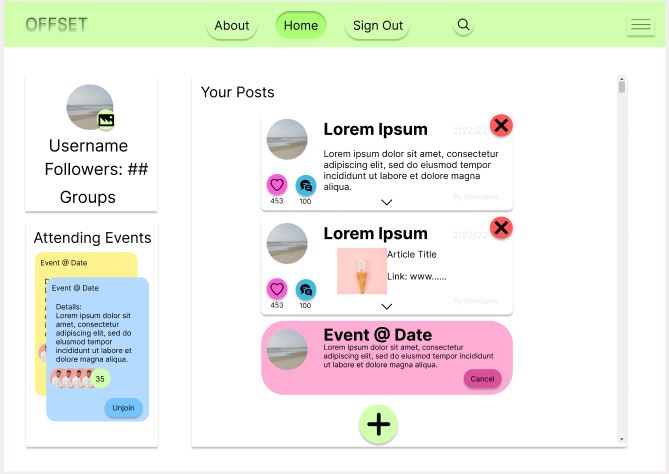 OFFSET
About
Home
Sign Out
Username
Followers: ##
Groups
Attending Events
Event @ Date
D
L
Event @ Date
Details:
Lorem ipsum dolor sit
amet, consectetur
adipiscing elit, sed do
eiusmod tempor
incididunt ut labore et
dolore magna aliqua.
35
Unjoin
Your Posts
Lorem Ipsum
2/22/22
Lorem ipsum dolor sit amet, consectetur
adipiscing elit, sed do eiusmod tempor
incididunt ut labore et dolore magna
aliqua.
453
100
By Username
Lorem Ipsum
2/22/22
Article Title
Link: www......
453
100
By Username
Event @ Date
Lorem ipsum dolor sit amet, consectetur
adipiscing elit, sed do eiusmod tempor incididunt
ut labore et dolore magna aliqua.
Cancel